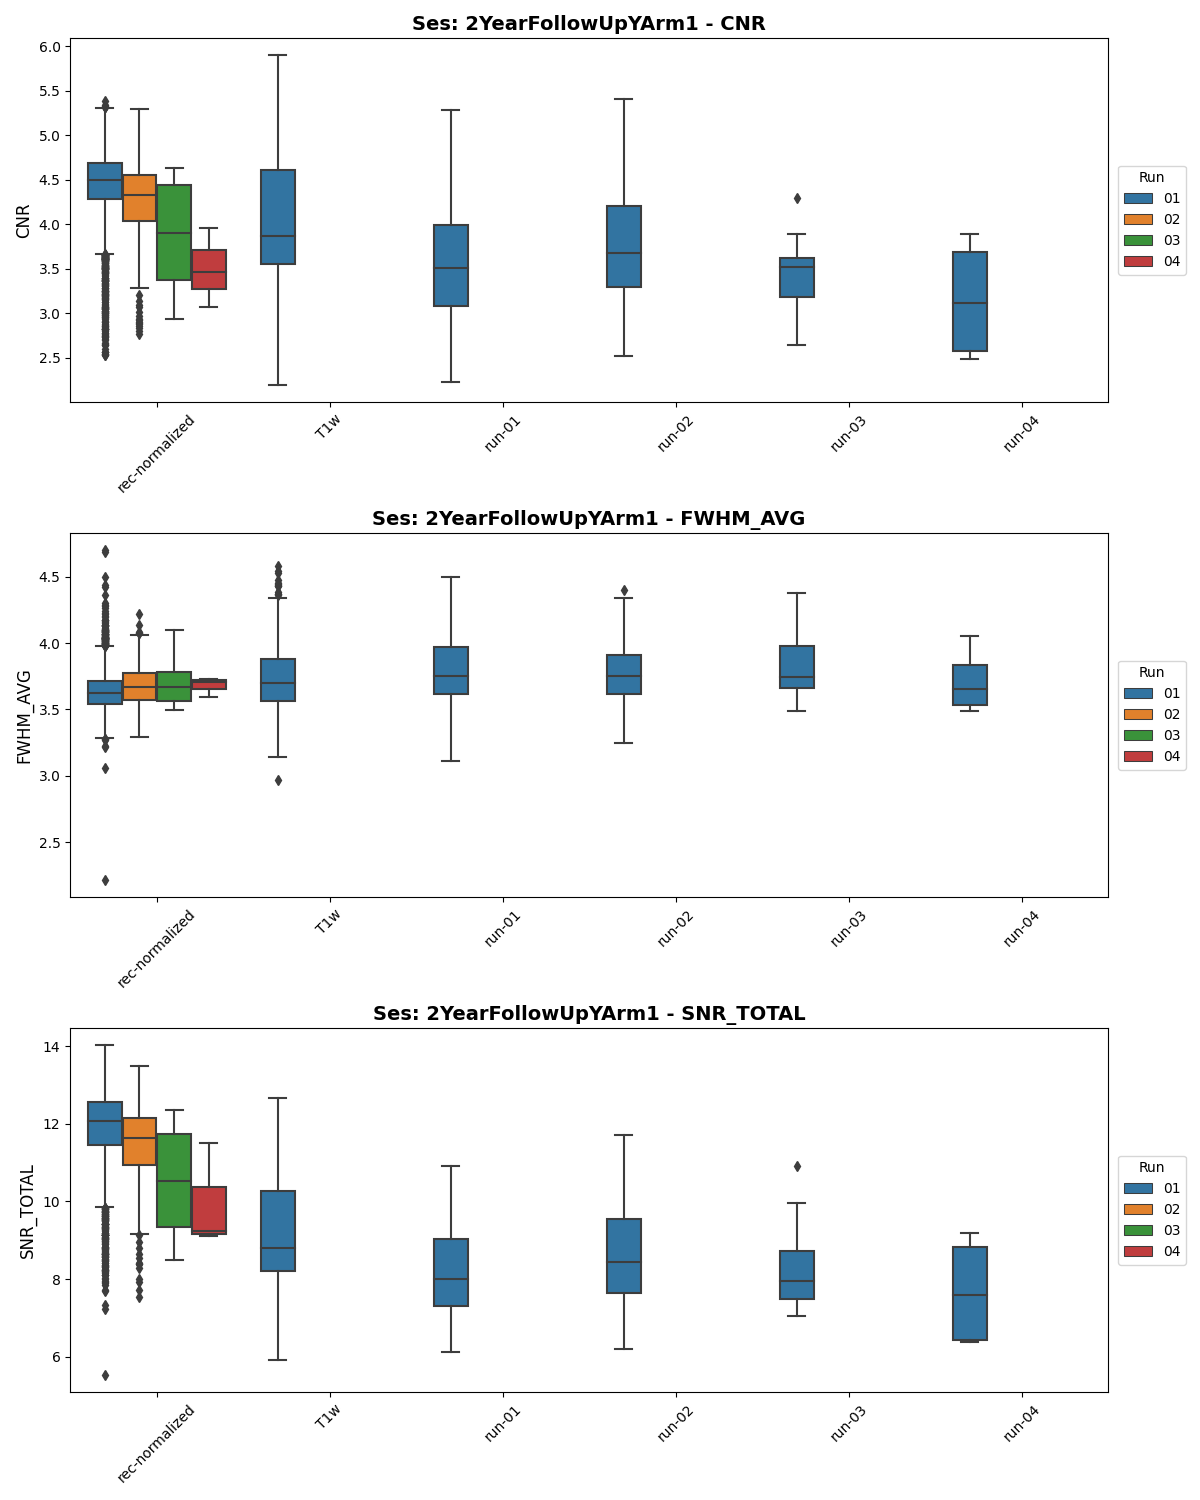 Ses: 2YearFollowUpYArm1 - CNR
CNR
6.0
5.5
5.0
4.5
4.0
3.5
3.0
2.5
rec-normalized
T1w
run-01
run-02
run-03
run-04
Run
01
02
03
04
Ses: 2YearFollowUpYArm1 - FWHM_AVG
FWHM_AVG
4.5
4.0
3.5
3.0
2.5
rec-normalized
T1w
run-01
run-02
run-03
run-04
Run
01
02
03
04
Ses: 2YearFollowUpYArm1 - SNR_TOTAL
SNR_TOTAL
14
12
10
8
6
rec-normalized
T1w
run-01
run-02
run-03
run-04
Run
01
02
03
04